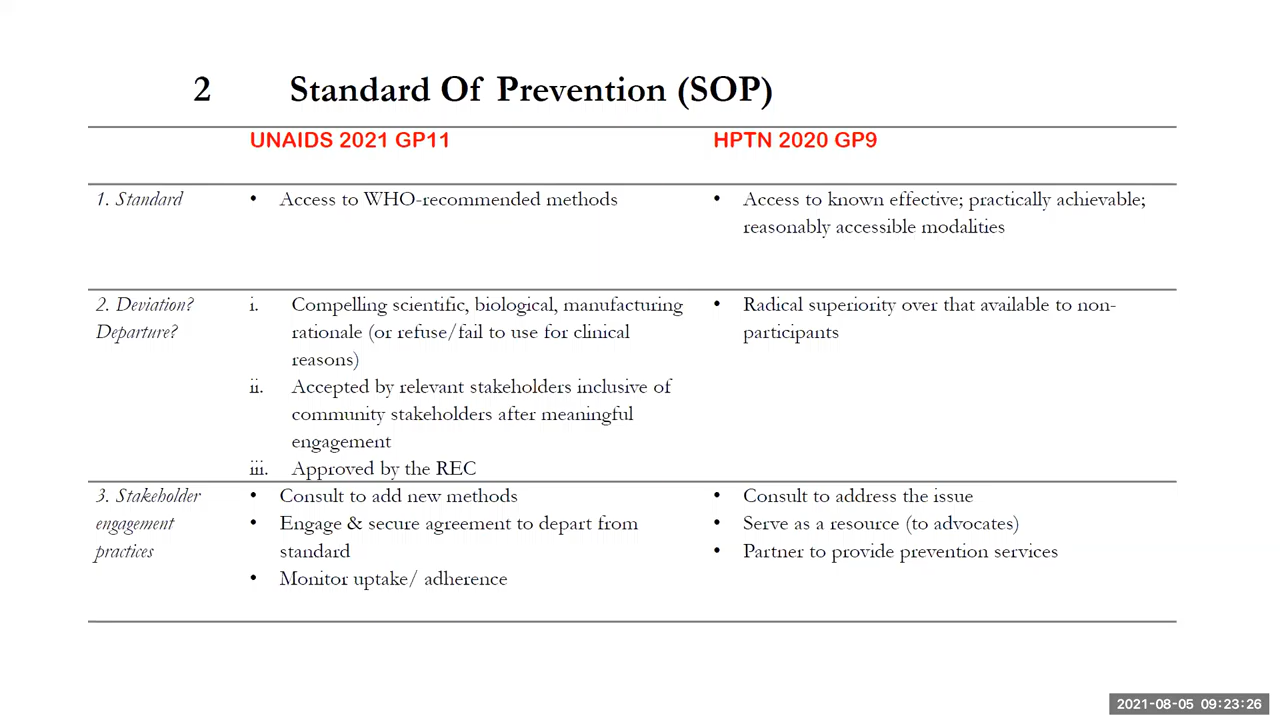 2 Standard Of Prevention (SOP)
UNAIDS 2021 GP11 HPTN 2020 GP9
1. Standard
• Access to WHO-recommended methods
• Access to known effective; practically achievable;
reasonably accessible modalities
2. Deviation?
Departure?
i. Compelling scientific, biological, manufacturing
rationale (or refuse/fail to use for clinical
reasons)
ii. Accepted by relevant stakeholders inclusive of
community stakeholders after meaningful
engagement
iii. Approved by the REC
• Radical superiority over that available to non-
participants
3. Stakeholder
engagement
practices
• Consult to add new methods
• Engage & secure agreement to depart from
standard
• Monitor uptake/ adherence
• Consult to address the issue
• Serve as a resource (to advocates)
• Partner to provide prevention services
2021-08-05 09:23:26